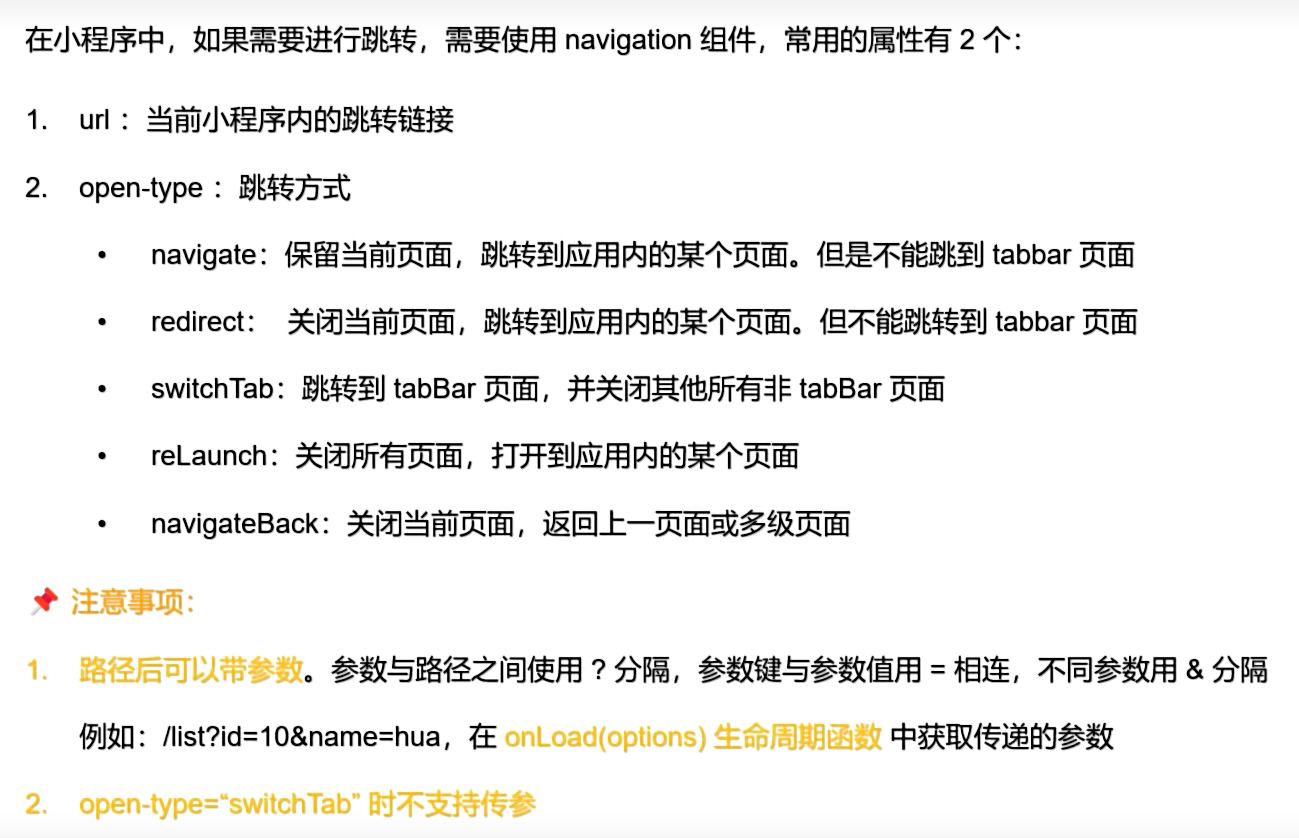 在小程序中，如果需要进行跳转，需要使用 navigation 组件，常用的属性有 2 个：
1. url ：当前小程序内的跳转链接
2. open-type ：跳转方式
• navigate：保留当前页面，跳转到应用内的某个页面。但是不能跳到 tabbar 页面
• redirect： 关闭当前页面，跳转到应用内的某个页面。但不能跳转到 tabbar 页面
• switchTab：跳转到 tabBar 页面，并关闭其他所有非 tabBar 页面
• reLaunch：关闭所有页面，打开到应用内的某个页面
• navigateBack：关闭当前页面，返回上一页面或多级页面
📌 注意事项：
1. 路径后可以带参数。参数与路径之间使用 ? 分隔，参数键与参数值用 = 相连，不同参数用 & 分隔
例如：/list?id=10&name=hua，在 onLoad(options) 生命周期函数 中获取传递的参数
2. open-type=“switchTab” 时不支持传参